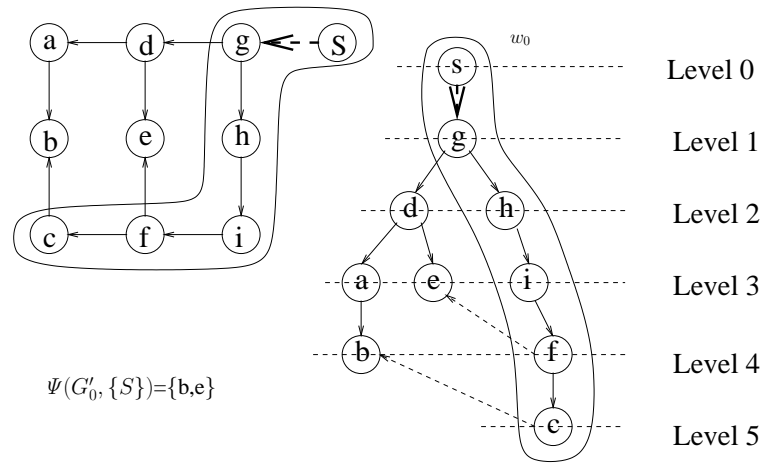 a d g S
b e h
c f i
Ψ(G′₀, {S})={b,e}
w₀
s Level 0
g Level 1
d h Level 2
a e i Level 3
b f Level 4
c Level 5